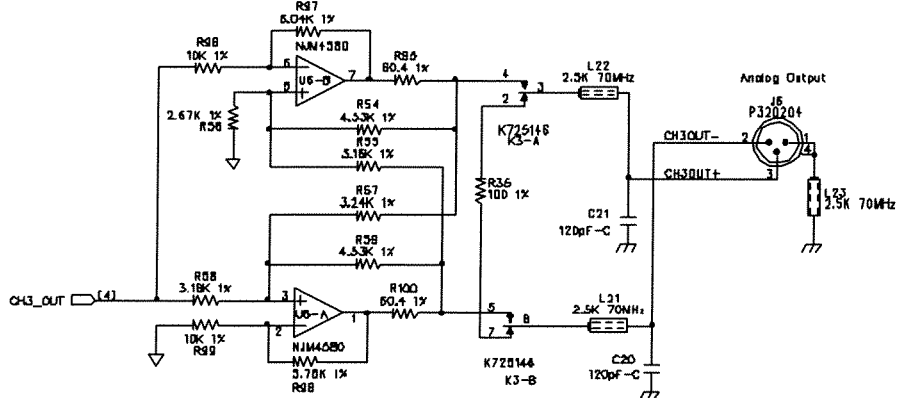 R97
6.04K 1%
NJM4580
R98
10K 1%
6
U6-B
7
5
R96
60.4 1%
2.67K 1%
R56
R54
4.53K 1%
R55
3.16K 1%
R57
3.24K 1%
R59
4.53K 1%
4
3
2
K725146
K3-A
L22
2.5K 70MHz
Analog Output
J6
P320204
CH3OUT-
2
1
4
3
CH3OUT+
R36
100 1%
C21
120pF-C
L23
2.5K 70MHz
CH3_OUT
[4]
R58
3.16K 1%
3
U6-A
1
2
R100
60.4 1%
10K 1%
R99
NJM4580
5.76K 1%
R98
5
8
7
K725146
K3-B
L21
2.5K 70MHz
C20
120pF-C